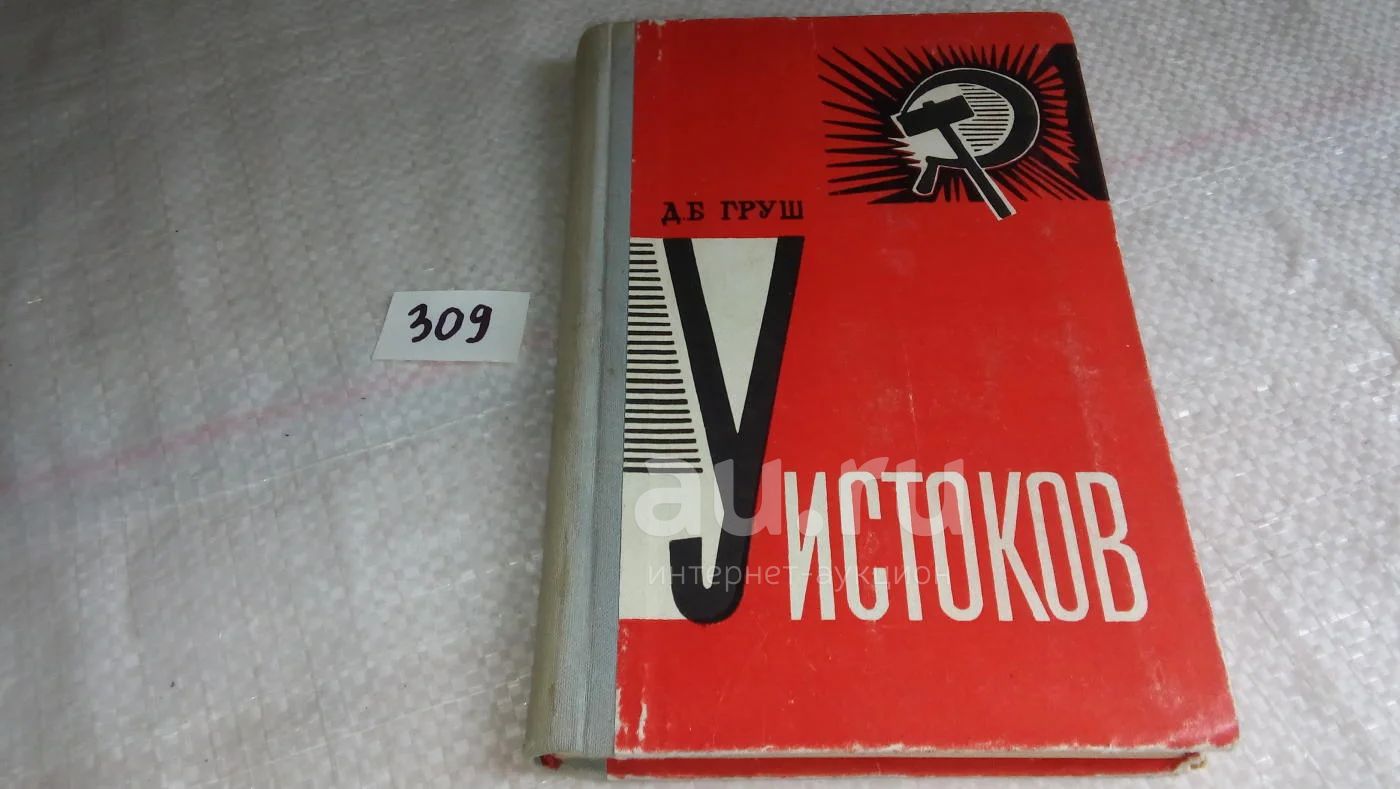 Д.Б ГРУШ
У ИСТОКОВ
309
au.ru
интернет-аукцион